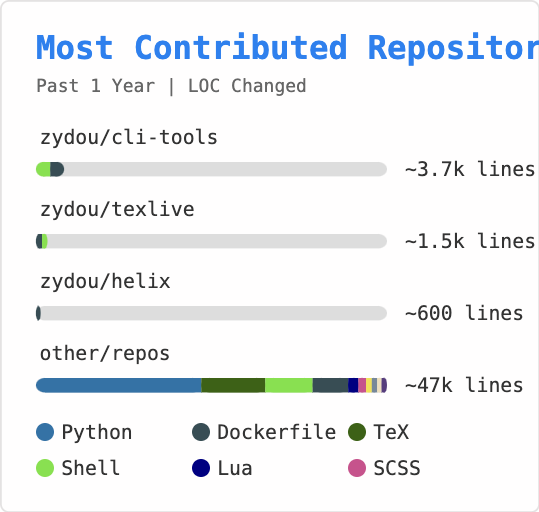 Most Contributed Repositor
Past 1 Year | LOC Changed
zydou/cli-tools
~3.7k lines
zydou/texlive
~1.5k lines
zydou/helix
~600 lines
other/repos
~47k lines
Python Dockerfile TeX
Shell Lua SCSS